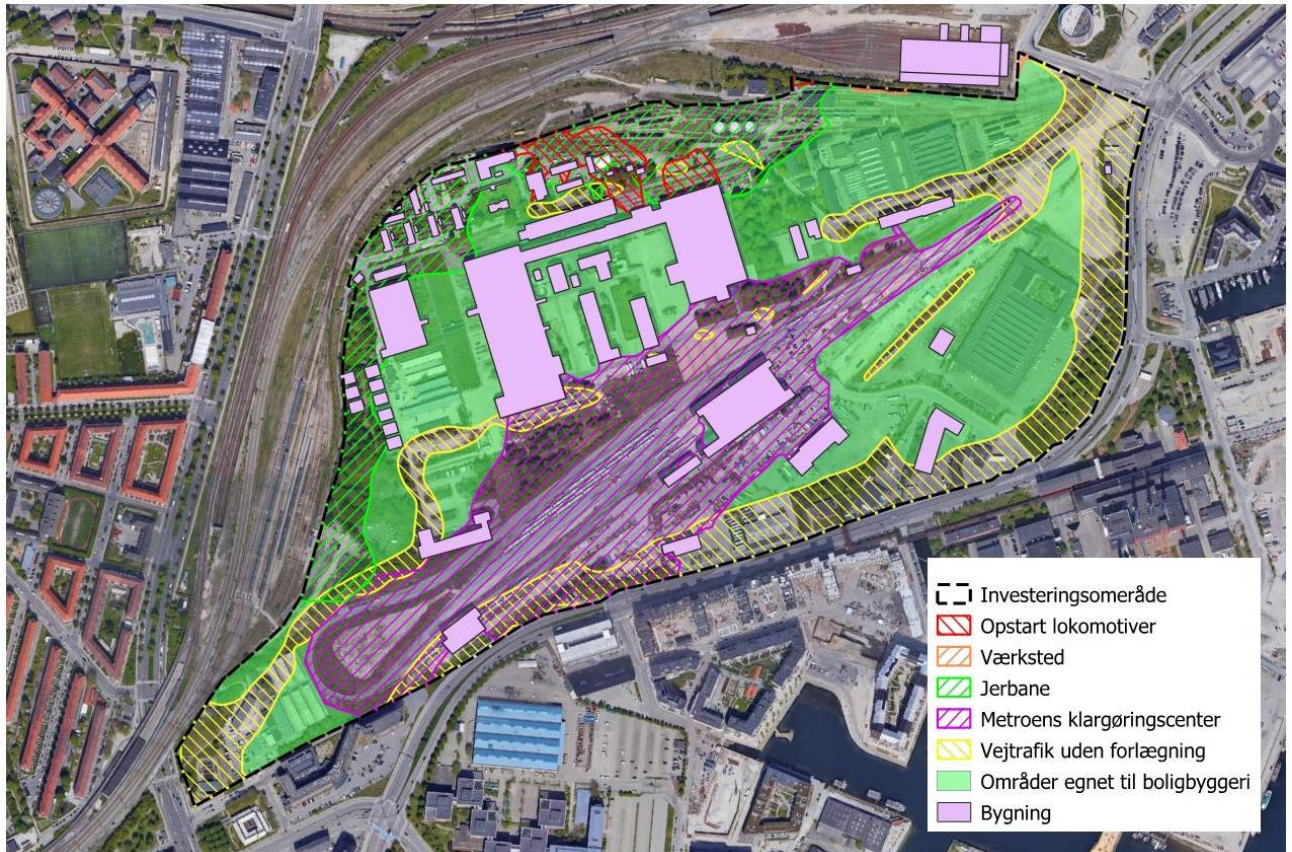 Investeringsområde
Opstart lokomotiver
Værksted
Jerbane
Metroens klargøringscenter
Vejtrafik uden forlægning
Områder egnet til boligbyggeri
Bygning